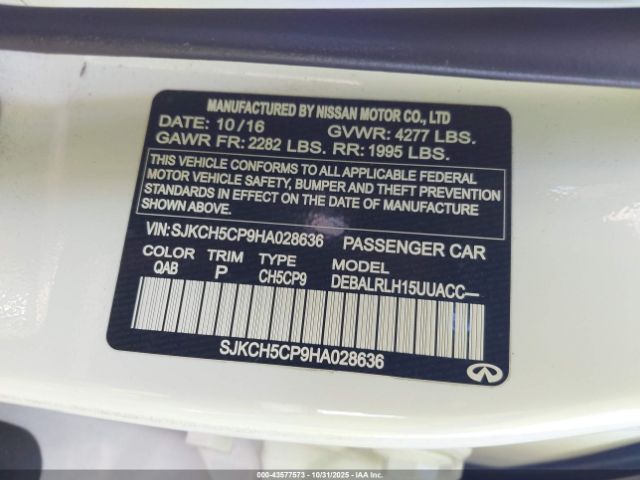 MANUFACTURED BY NISSAN MOTOR CO., LTD
DATE: 10/16 GVWR: 4277 LBS.
GAWR FR: 2282 LBS. RR: 1995 LBS.
THIS VEHICLE CONFORMS TO ALL APPLICABLE FEDERAL
MOTOR VEHICLE SAFETY, BUMPER AND THEFT PREVENTION
STANDARDS IN EFFECT ON THE DATE OF MANUFACTURE
SHOWN ABOVE.
VIN:SJKCH5CP9HA028636 PASSENGER CAR
COLOR TRIM TYPE MODEL
QAB P CH5CP9 DEBALRLH15UUACC—
SJKCH5CP9HA028636
000-43577573 - 10/31/2025 - IAA, LLC